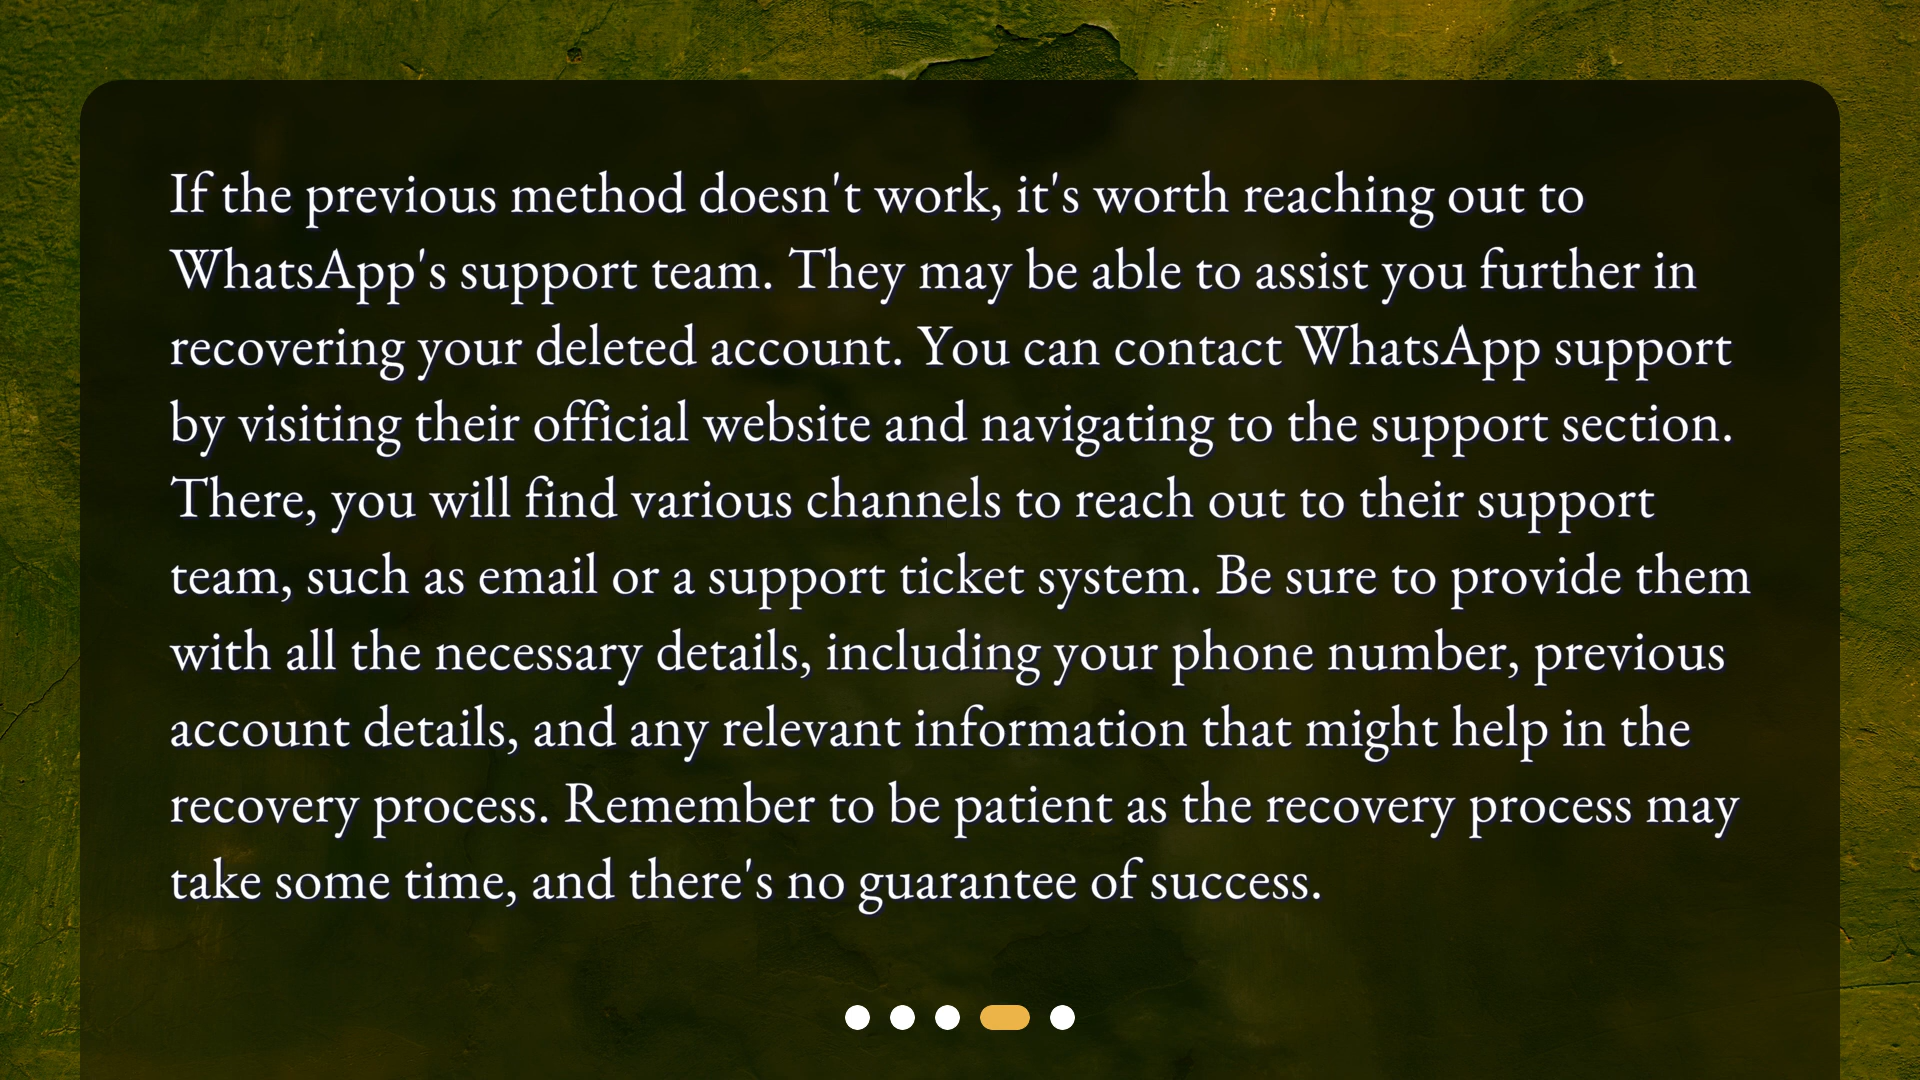 If the previous method doesn't work, it's worth reaching out to
WhatsApp's support team. They may be able to assist you further in
recovering your deleted account. You can contact WhatsApp support
by visiting their official website and navigating to the support section.
There, you will find various channels to reach out to their support
team, such as email or a support ticket system. Be sure to provide them
with all the necessary details, including your phone number, previous
account details, and any relevant information that might help in the
recovery process. Remember to be patient as the recovery process may
take some time, and there's no guarantee of success.